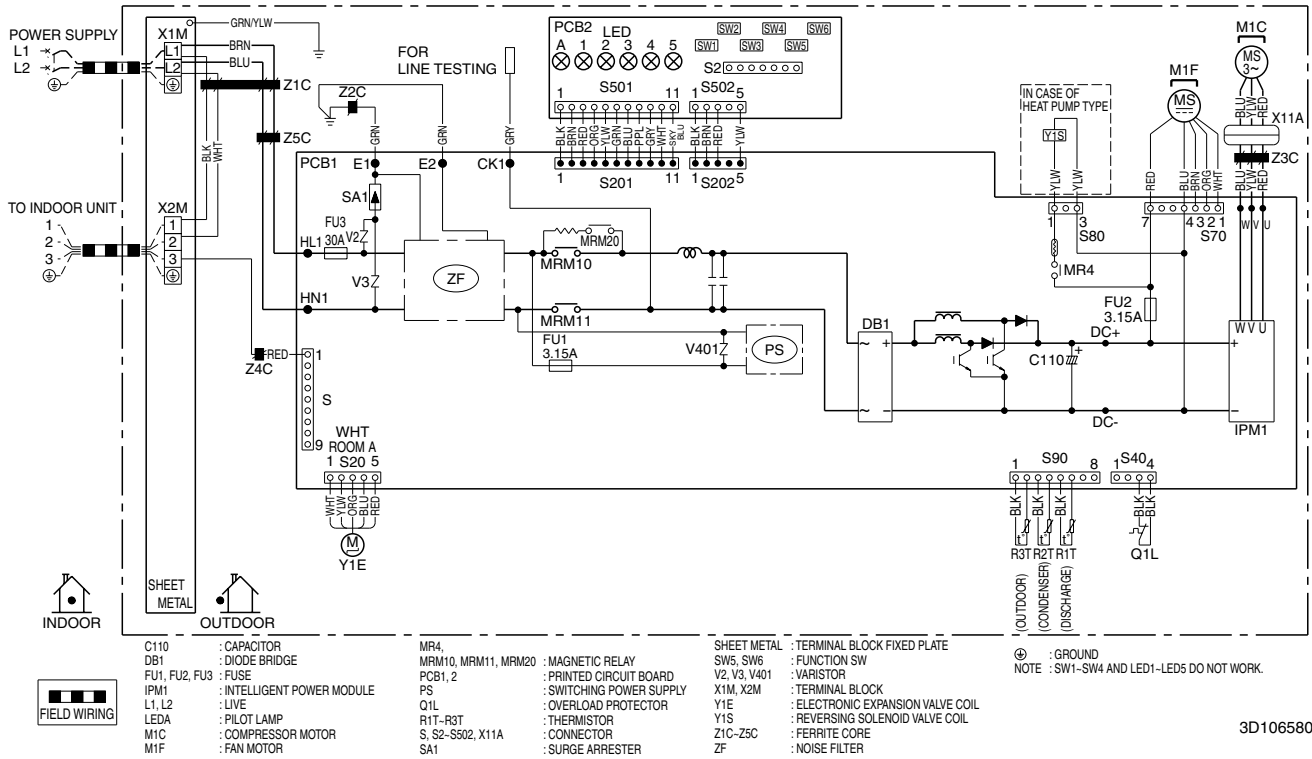 POWER SUPPLY
L1
L2
X1M
L1
L2
GRN/YLW
BRN
BLU
Z1C
Z5C
BLK
WHT
TO INDOOR UNIT
1
2
3
X2M
1
2
3
FOR
LINE TESTING
Z2C
GRN
GRN
GRY
PCB1
E1
E2
CK1
SA1
FU3
30A
V2
HL1
V3
HN1
ZF
MRM20
MRM10
MRM11
FU1
3.15A
V401
PS
Z4C
RED
1
S
9
WHT
ROOM A
1 S20 5
WHT
YLW
ORG
BLU
RED
M
Y1E
PCB2
LED
A 1 2 3 4 5
SW2 SW4 SW6
SW1 SW3 SW5
S2
S501
1 11
S502
1 5
BLK
BRN
RED
ORG
YLW
GRN
BLU
PPL
GRY
WHT
SKY
BLU
BLK
BRN
RED
YLW
1 11
S201
1 5
S202
IN CASE OF
HEAT PUMP TYPE
Y1S
YLW
YLW
1 3
S80
MR4
M1F
MS
RED
BLU
BRN
ORG
WHT
7 4 3 2 1
S70
FU2
3.15A
M1C
MS
3~
BLU
YLW
RED
X11A
Z3C
BLU
YLW
RED
W V U
W V U
+
−
IPM1
DB1
~ +
~ −
C110
+
DC+
DC-
1 S90 8
BLK
BLK
BLK
t°
t°
t°
R3T R2T R1T
(OUTDOOR)
(CONDENSER)
(DISCHARGE)
1 S40 4
BLK
BLK
Q1L
SHEET
METAL
INDOOR
OUTDOOR
FIELD WIRING
C110 : CAPACITOR
DB1 : DIODE BRIDGE
FU1, FU2, FU3 : FUSE
IPM1 : INTELLIGENT POWER MODULE
L1, L2 : LIVE
LEDA : PILOT LAMP
M1C : COMPRESSOR MOTOR
M1F : FAN MOTOR
MR4,
MRM10, MRM11, MRM20 : MAGNETIC RELAY
PCB1, 2 : PRINTED CIRCUIT BOARD
PS : SWITCHING POWER SUPPLY
Q1L : OVERLOAD PROTECTOR
R1T~R3T : THERMISTOR
S, S2~S502, X11A : CONNECTOR
SA1 : SURGE ARRESTER
SHEET METAL : TERMINAL BLOCK FIXED PLATE
SW5, SW6 : FUNCTION SW
V2, V3, V401 : VARISTOR
X1M, X2M : TERMINAL BLOCK
Y1E : ELECTRONIC EXPANSION VALVE COIL
Y1S : REVERSING SOLENOID VALVE COIL
Z1C~Z5C : FERRITE CORE
ZF : NOISE FILTER
: GROUND
NOTE : SW1~SW4 AND LED1~LED5 DO NOT WORK.
3D106580